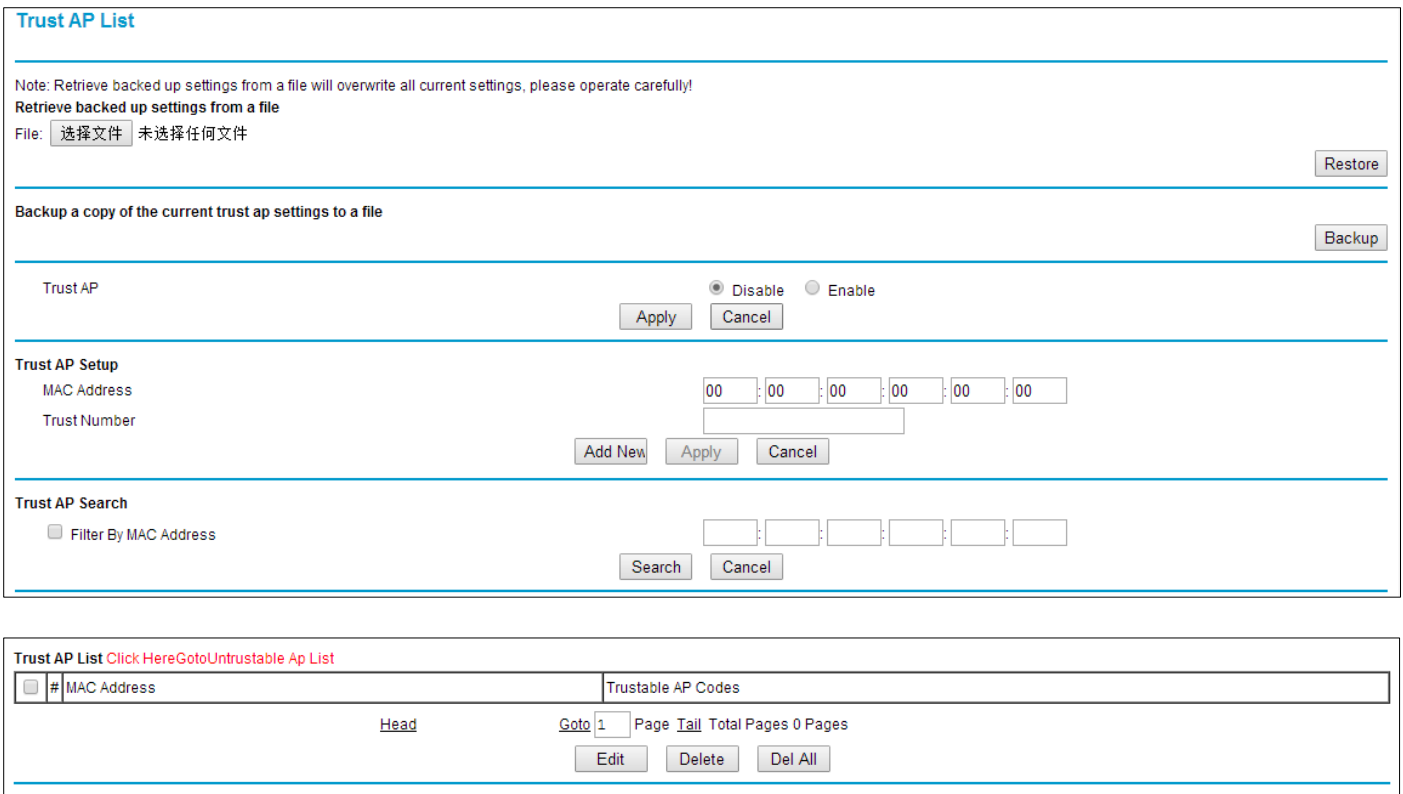 Trust AP List
Note: Retrieve backed up settings from a file will overwrite all current settings, please operate carefully!
Retrieve backed up settings from a file
File: 选择文件 未选择任何文件
Restore
Backup a copy of the current trust ap settings to a file
Backup
Trust AP Disable Enable
Apply Cancel
Trust AP Setup
MAC Address 00 : 00 : 00 : 00 : 00 : 00
Trust Number
Add New Apply Cancel
Trust AP Search
Filter By MAC Address : : : : :
Search Cancel
Trust AP List Click HereGotoUntrustable Ap List
# MAC Address Trustable AP Codes
Head Goto 1 Page Tail Total Pages 0 Pages
Edit Delete Del All